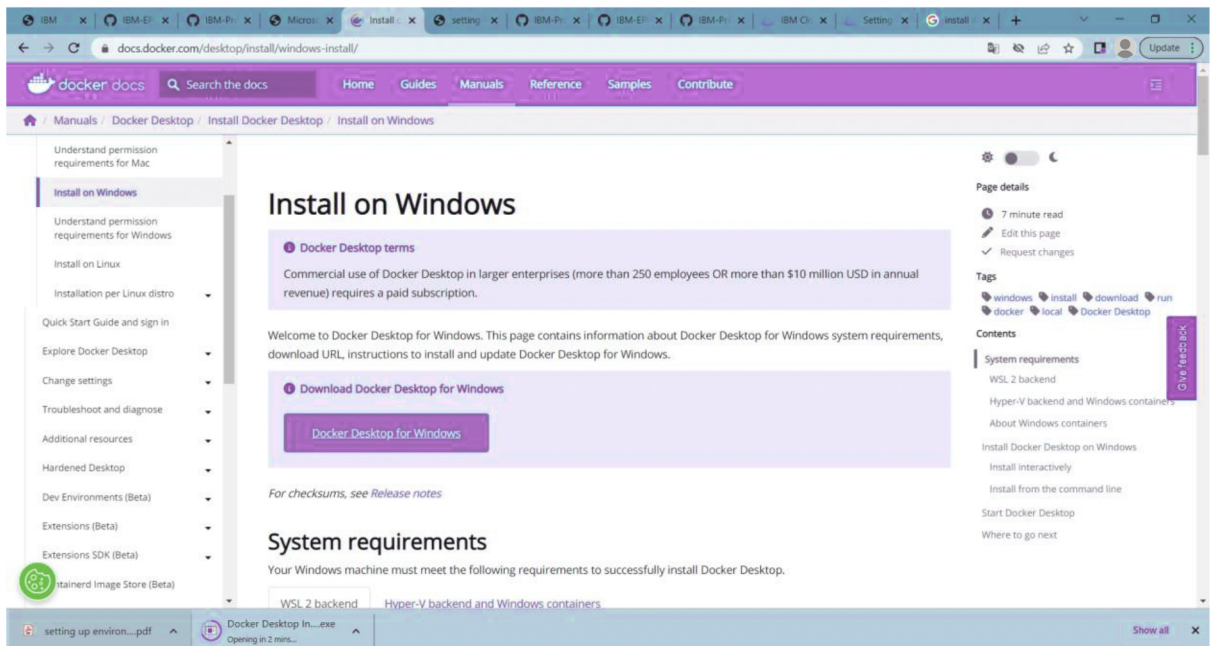 IBM
IBM-EP
IBM-Pro
Micros
Install
setting
IBM-Pro
IBM-EP
IBM-Pro
IBM Clo
Setting
install
docs.docker.com/desktop/install/windows-install/
Update
docker docs
Search the docs
Home
Guides
Manuals
Reference
Samples
Contribute
/ Manuals / Docker Desktop / Install Docker Desktop / Install on Windows
Understand permission
requirements for Mac
Install on Windows
Understand permission
requirements for Windows
Install on Linux
Installation per Linux distro
Quick Start Guide and sign in
Explore Docker Desktop
Change settings
Troubleshoot and diagnose
Additional resources
Hardened Desktop
Dev Environments (Beta)
Extensions (Beta)
Extensions SDK (Beta)
ntainerd Image Store (Beta)
Install on Windows
Docker Desktop terms
Commercial use of Docker Desktop in larger enterprises (more than 250 employees OR more than $10 million USD in annual
revenue) requires a paid subscription.
Welcome to Docker Desktop for Windows. This page contains information about Docker Desktop for Windows system requirements,
download URL, instructions to install and update Docker Desktop for Windows.
Download Docker Desktop for Windows
Docker Desktop for Windows
For checksums, see Release notes
System requirements
Your Windows machine must meet the following requirements to successfully install Docker Desktop.
WSL 2 backend
Hyper-V backend and Windows containers
Page details
7 minute read
Edit this page
Request changes
Tags
windows install download run
docker local Docker Desktop
Contents
System requirements
WSL 2 backend
Hyper-V backend and Windows containers
About Windows containers
Install Docker Desktop on Windows
Install interactively
Install from the command line
Start Docker Desktop
Where to go next
Give feedback
setting up environ....pdf
Docker Desktop In....exe
Opening in 2 mins...
Show all